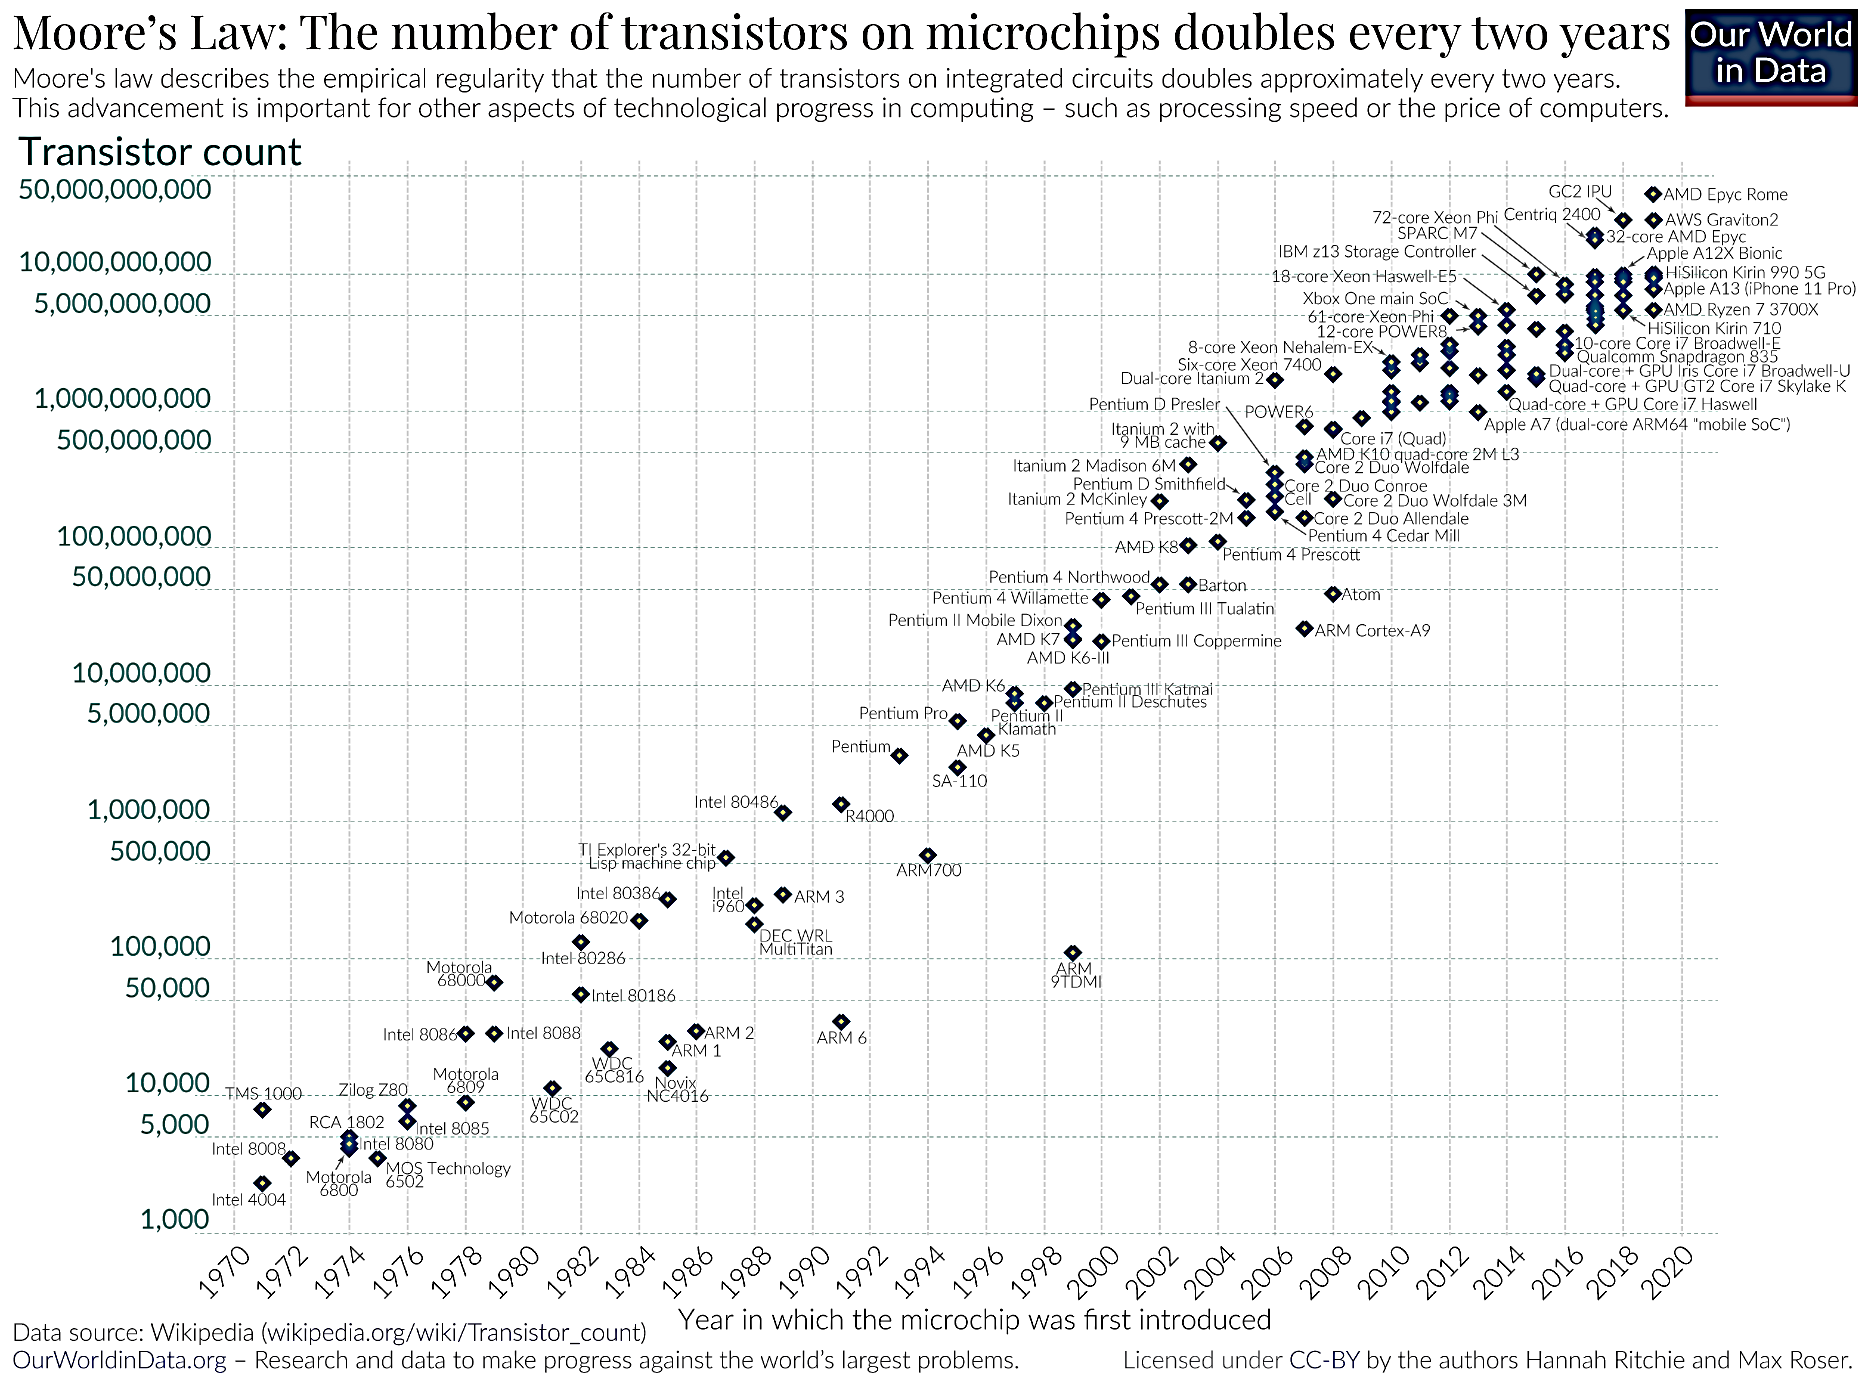 Moore's Law: The number of transistors on microchips doubles every two years
Our World
in Data
Moore's law describes the empirical regularity that the number of transistors on integrated circuits doubles approximately every two years.
This advancement is important for other aspects of technological progress in computing – such as processing speed or the price of computers.
Transistor count
50,000,000,000
10,000,000,000
5,000,000,000
1,000,000,000
500,000,000
100,000,000
50,000,000
10,000,000
5,000,000
1,000,000
500,000
100,000
50,000
10,000
5,000
1,000
GC2 IPU
AMD Epyc Rome
72-core Xeon Phi
Centriq 2400
AWS Graviton2
SPARC M7
32-core AMD Epyc
IBM z13 Storage Controller
Apple A12X Bionic
18-core Xeon Haswell-E5
HiSilicon Kirin 990 5G
Xbox One main SoC
Apple A13 (iPhone 11 Pro)
61-core Xeon Phi
AMD Ryzen 7 3700X
12-core POWER8
HiSilicon Kirin 710
8-core Xeon Nehalem-EX
10-core Core i7 Broadwell-E
Six-core Xeon 7400
Qualcomm Snapdragon 835
Dual-core Itanium 2
Dual-core + GPU Iris Core i7 Broadwell-U
Quad-core + GPU GT2 Core i7 Skylake K
Pentium D Presler
POWER6
Quad-core + GPU Core i7 Haswell
Apple A7 (dual-core ARM64 "mobile SoC")
Itanium 2 with
9 MB cache
Core i7 (Quad)
AMD K10 quad-core 2M L3
Itanium 2 Madison 6M
Core 2 Duo Wolfdale
Pentium D Smithfield
Core 2 Duo Conroe
Itanium 2 McKinley
Cell
Core 2 Duo Wolfdale 3M
Pentium 4 Prescott-2M
Core 2 Duo Allendale
Pentium 4 Cedar Mill
AMD K8
Pentium 4 Prescott
Pentium 4 Northwood
Barton
Atom
Pentium 4 Willamette
Pentium III Tualatin
Pentium II Mobile Dixon
ARM Cortex-A9
AMD K7
Pentium III Coppermine
AMD K6-III
AMD K6
Pentium III Katmai
Pentium II Deschutes
Pentium Pro
Pentium II
Klamath
Pentium
AMD K5
SA-110
Intel 80486
R4000
TI Explorer's 32-bit
Lisp machine chip
ARM700
Intel 80386
Intel
i960
ARM 3
Motorola 68020
DEC WRL
MultiTitan
Intel 80286
Motorola
68000
ARM
9TDMI
Intel 80186
Intel 8086
Intel 8088
ARM 2
ARM 6
ARM 1
WDC
65C816
Novix
NC4016
Motorola
6809
TMS 1000
Zilog Z80
WDC
65C02
RCA 1802
Intel 8085
Intel 8008
Intel 8080
MOS Technology
6502
Motorola
6800
Intel 4004
1970
1972
1974
1976
1978
1980
1982
1984
1986
1988
1990
1992
1994
1996
1998
2000
2002
2004
2006
2008
2010
2012
2014
2016
2018
2020
Year in which the microchip was first introduced
Data source: Wikipedia (wikipedia.org/wiki/Transistor_count)
OurWorldinData.org – Research and data to make progress against the world's largest problems.
Licensed under CC-BY by the authors Hannah Ritchie and Max Roser.